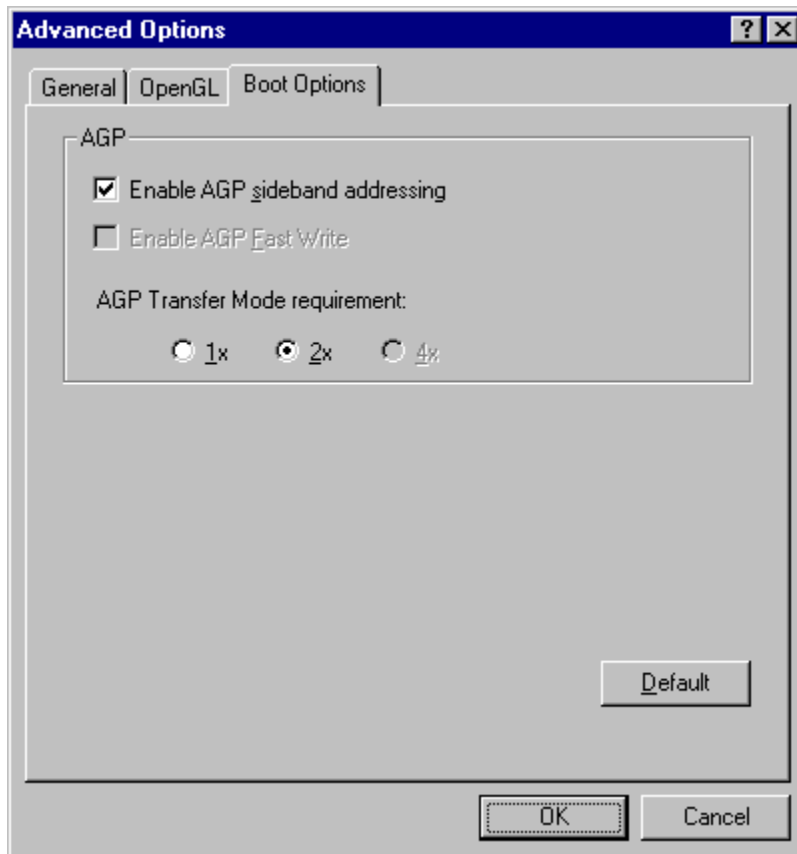 Advanced Options
General OpenGL Boot Options
AGP
Enable AGP sideband addressing
Enable AGP Fast Write
AGP Transfer Mode requirement:
1x 2x 4x
Default
OK Cancel